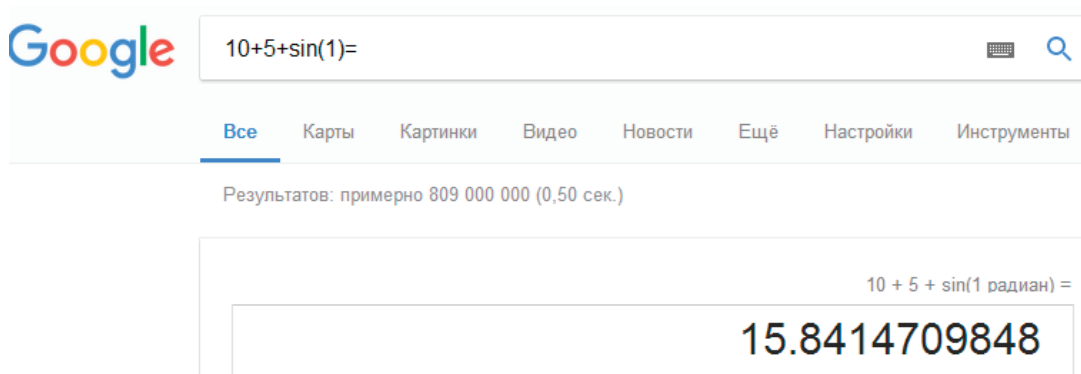 Google
10+5+sin(1)=
Все Карты Картинки Видео Новости Ещё Настройки Инструменты
Результатов: примерно 809 000 000 (0,50 сек.)
10 + 5 + sin(1 радиан) =
15.8414709848